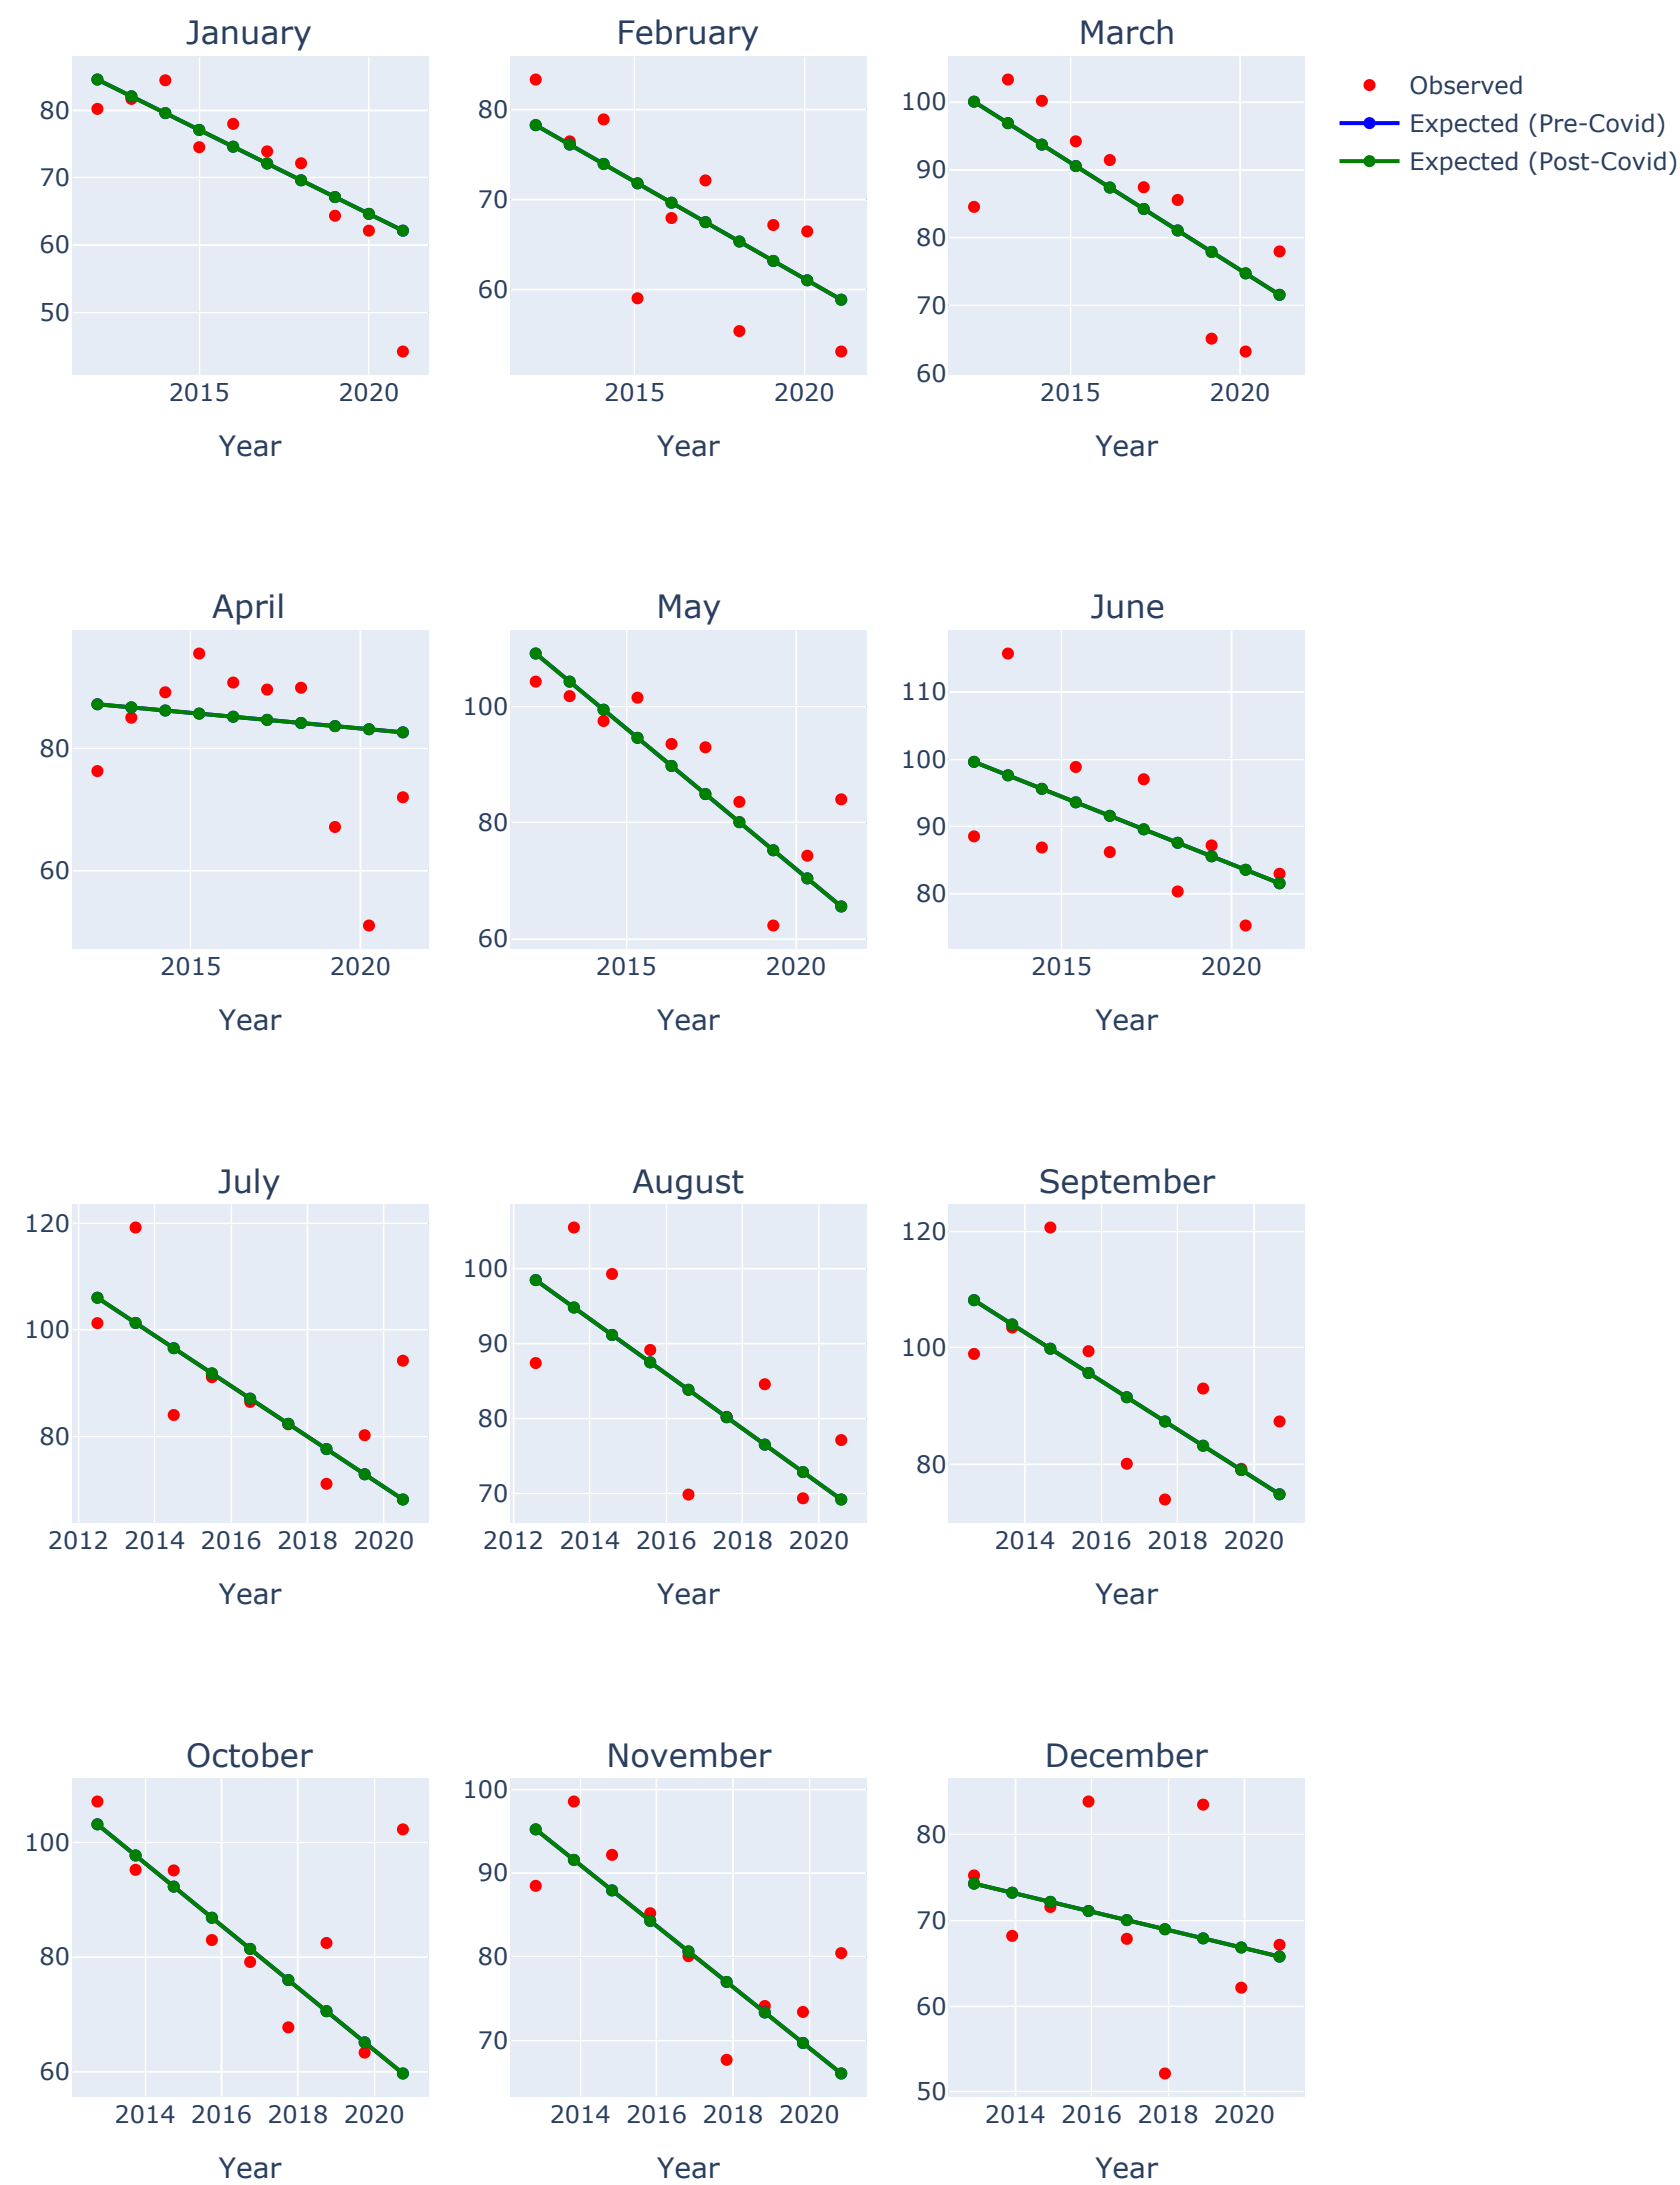 January
February
March
Observed
Expected (Pre-Covid)
Expected (Post-Covid)
80
70
60
50
2015
2020
Year
80
70
60
2015
2020
Year
100
90
80
70
60
2015
2020
Year
April
May
June
80
60
2015
2020
Year
100
80
60
2015
2020
Year
110
100
90
80
2015
2020
Year
July
August
September
120
100
80
2012 2014 2016 2018 2020
Year
100
90
80
70
2012 2014 2016 2018 2020
Year
120
100
80
2014 2016 2018 2020
Year
October
November
December
100
80
60
2014 2016 2018 2020
Year
100
90
80
70
2014 2016 2018 2020
Year
80
70
60
50
2014 2016 2018 2020
Year